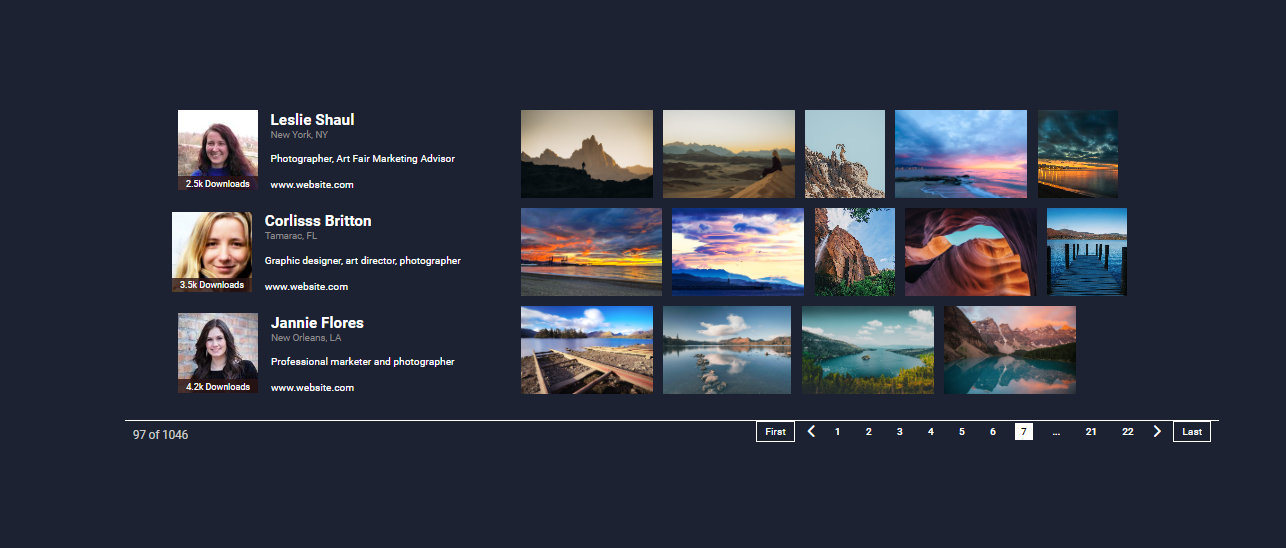 Leslie Shaul
New York, NY
Photographer, Art Fair Marketing Advisor
2.5k Downloads
www.website.com
Corlisss Britton
Tamarac, FL
Graphic designer, art director, photographer
3.5k Downloads
www.website.com
Jannie Flores
New Orleans, LA
Professional marketer and photographer
4.2k Downloads
www.website.com
97 of 1046
First 1 2 3 4 5 6 7 ... 21 22 Last